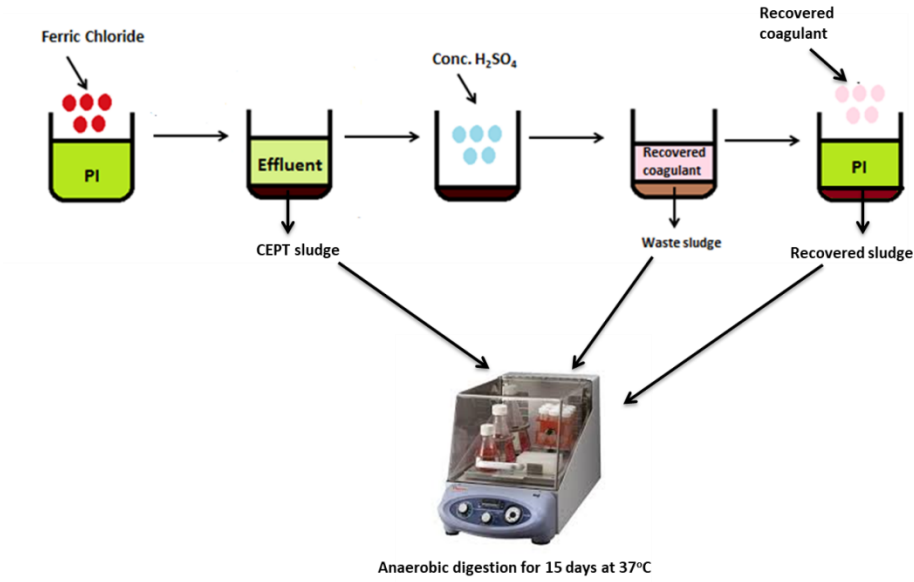 Ferric Chloride
PI
Effluent
CEPT sludge
Conc. H₂SO₄
Recovered
coagulant
Waste sludge
Recovered
coagulant
PI
Recovered sludge
Anaerobic digestion for 15 days at 37°C